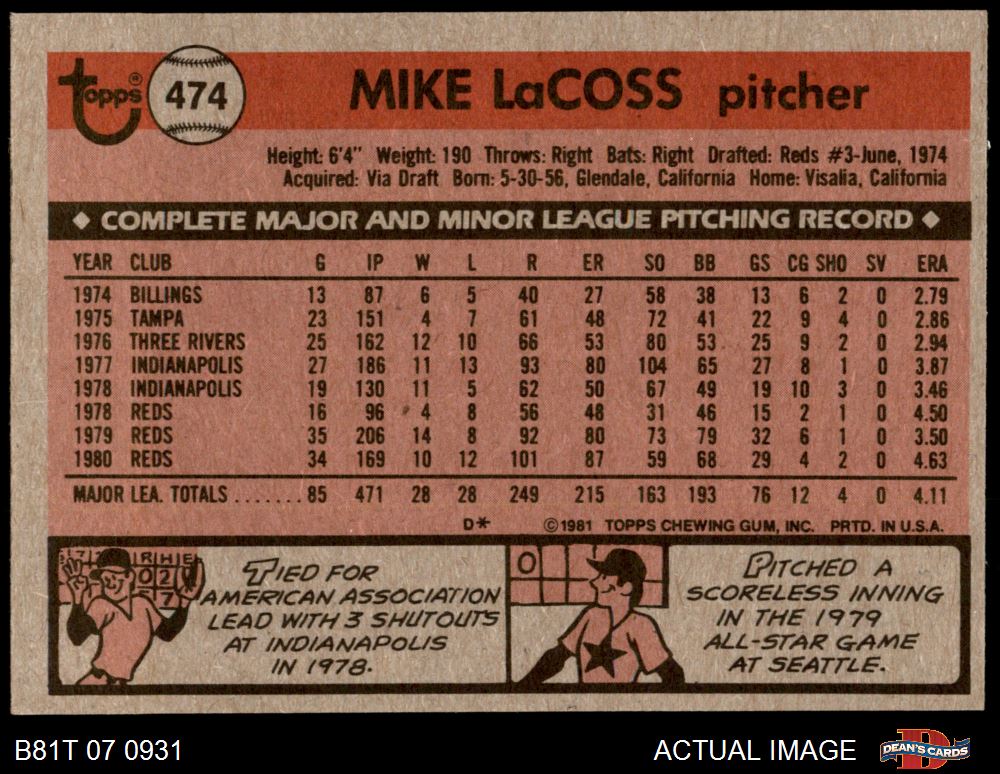 topps®
474
MIKE LaCOSS pitcher
Height: 6'4" Weight: 190 Throws: Right Bats: Right Drafted: Reds #3-June, 1974
Acquired: Via Draft Born: 5-30-56, Glendale, California Home: Visalia, California
◆ COMPLETE MAJOR AND MINOR LEAGUE PITCHING RECORD ◆
YEAR CLUB G IP W L R ER SO BB GS CG SHO SV ERA
1974 BILLINGS 13 87 6 5 40 27 58 38 13 6 2 0 2.79
1975 TAMPA 23 151 4 7 61 48 72 41 22 9 4 0 2.86
1976 THREE RIVERS 25 162 12 10 66 53 80 53 25 9 2 0 2.94
1977 INDIANAPOLIS 27 186 11 13 93 80 104 65 27 8 1 0 3.87
1978 INDIANAPOLIS 19 130 11 5 62 50 67 49 19 10 3 0 3.46
1978 REDS 16 96 4 8 56 48 31 46 15 2 1 0 4.50
1979 REDS 35 206 14 8 92 80 73 79 32 6 1 0 3.50
1980 REDS 34 169 10 12 101 87 59 68 29 4 2 0 4.63
MAJOR LEA. TOTALS ....... 85 471 28 28 249 215 163 193 76 12 4 0 4.11
D* ©1981 TOPPS CHEWING GUM, INC. PRTD. IN U.S.A.
RHE
02
TIED FOR
AMERICAN ASSOCIATION
LEAD WITH 3 SHUTOUTS
AT INDIANAPOLIS
IN 1978.
0
PITCHED A
SCORELESS INNING
IN THE 1979
ALL-STAR GAME
AT SEATTLE.
B81T 07 0931
ACTUAL IMAGE
DEAN'S CARDS